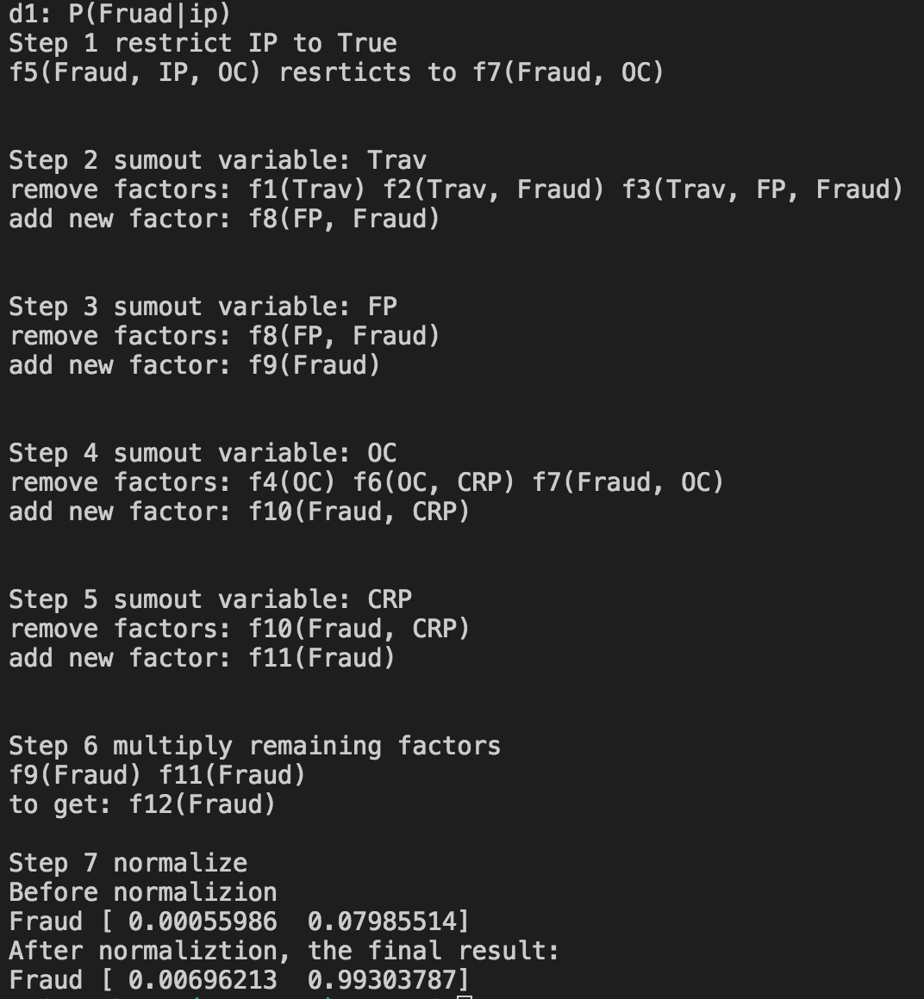 d1: P(Fruad|ip)
Step 1 restrict IP to True
f5(Fraud, IP, OC) resrticts to f7(Fraud, OC)
Step 2 sumout variable: Trav
remove factors: f1(Trav) f2(Trav, Fraud) f3(Trav, FP, Fraud)
add new factor: f8(FP, Fraud)
Step 3 sumout variable: FP
remove factors: f8(FP, Fraud)
add new factor: f9(Fraud)
Step 4 sumout variable: OC
remove factors: f4(OC) f6(OC, CRP) f7(Fraud, OC)
add new factor: f10(Fraud, CRP)
Step 5 sumout variable: CRP
remove factors: f10(Fraud, CRP)
add new factor: f11(Fraud)
Step 6 multiply remaining factors
f9(Fraud) f11(Fraud)
to get: f12(Fraud)
Step 7 normalize
Before normalizion
Fraud [ 0.00055986  0.07985514]
After normaliztion, the final result:
Fraud [ 0.00696213  0.99303787]